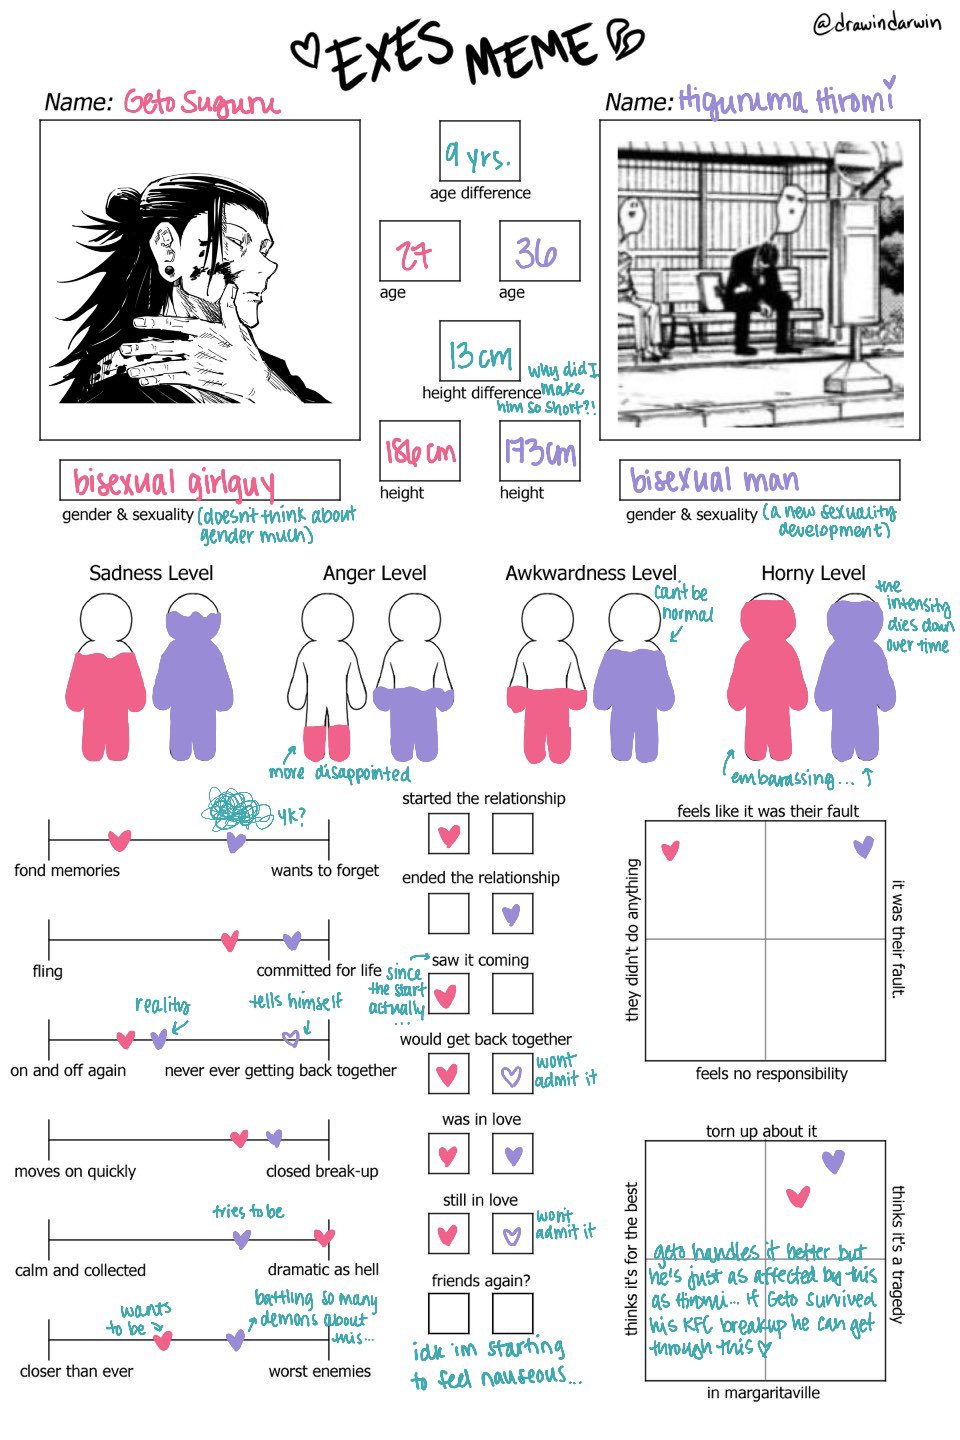 @drawindarwin
EXES MEME
Name: Geto Suguru
Name: Higuruma Hiromi
9 yrs.
age difference
27
36
age
age
13 cm
height difference
why did I
make
him so short?!
186 cm
173 cm
height
height
bisexual girlguy
gender & sexuality (doesn't think about
gender much)
bisexual man
gender & sexuality (a new sexuality
development)
Sadness Level
Anger Level
Awkwardness Level
Horny Level
can't be
normal
the
intensity
dies down
over time
more disappointed
embarassing...
yk?
fond memories
wants to forget
fling
committed for life
reality
tells himself
on and off again
never ever getting back together
moves on quickly
closed break-up
tries to be
calm and collected
dramatic as hell
wants
to be
battling so many
demons about
this...
closer than ever
worst enemies
started the relationship
ended the relationship
saw it coming
since
the start
actually
...
would get back together
wont
admit it
was in love
still in love
won't
admit it
friends again?
idk im starting
to feel nauseous...
feels like it was their fault
they didn't do anything
it was their fault.
feels no responsibility
torn up about it
thinks it's for the best
thinks it's a tragedy
geto handles it better but
he's just as affected by this
as Hiromi... if Geto survived
his KFC breakup he can get
through this
in margaritaville